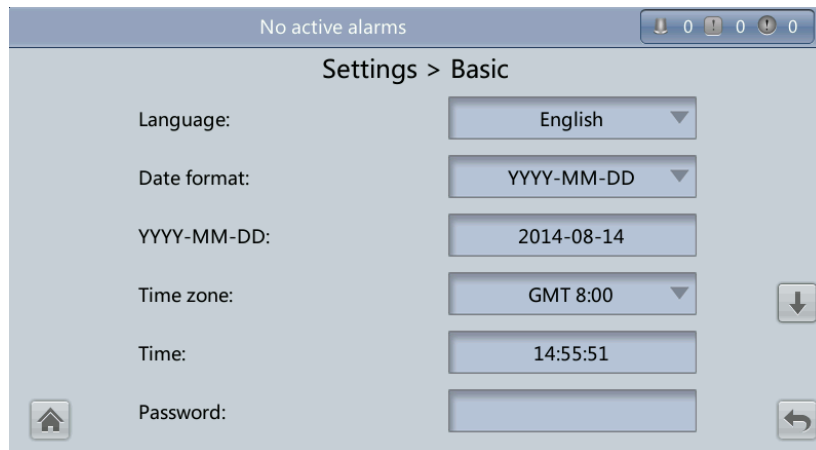 No active alarms 0 0 0
Settings > Basic
Language: English
Date format: YYYY-MM-DD
YYYY-MM-DD: 2014-08-14
Time zone: GMT 8:00
Time: 14:55:51
Password: